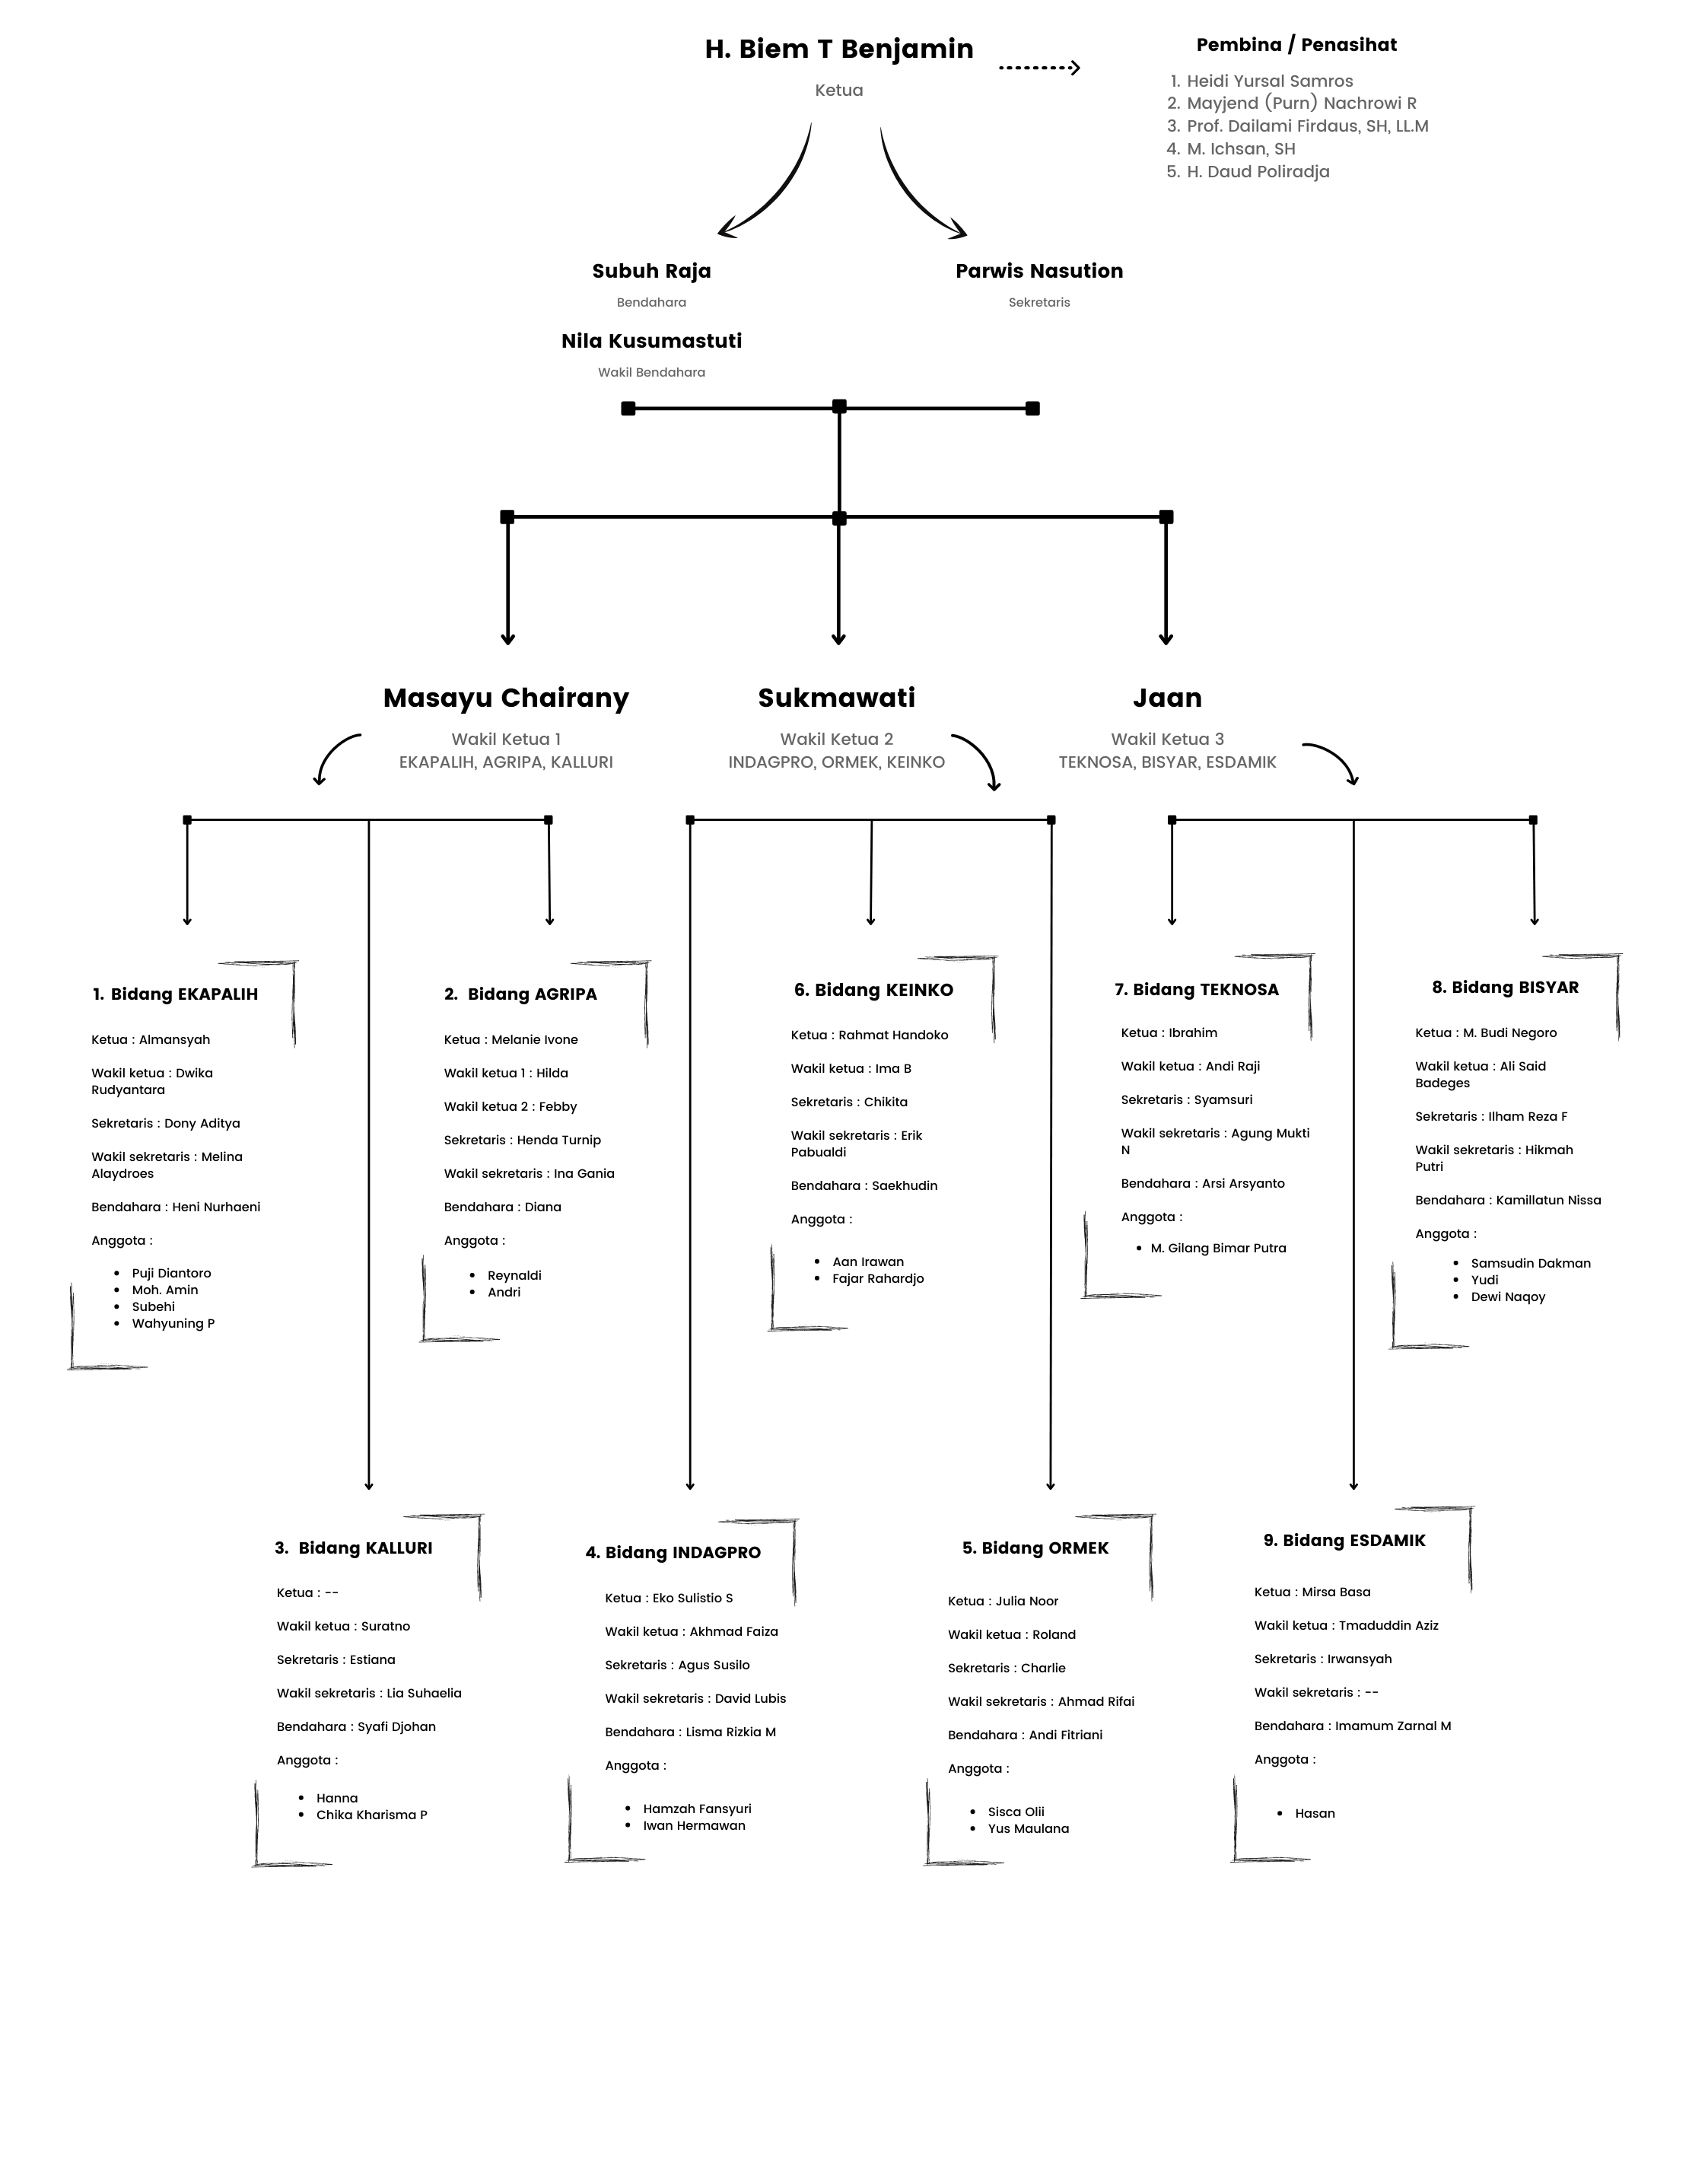 H. Biem T Benjamin
Ketua
Pembina / Penasihat
1. Heidi Yursal Samros
2. Mayjend (Purn) Nachrowi R
3. Prof. Dailami Firdaus, SH, LL.M
4. M. Ichsan, SH
5. H. Daud Poliradja
Subuh Raja
Bendahara
Nila Kusumastuti
Wakil Bendahara
Parwis Nasution
Sekretaris
Masayu Chairany
Wakil Ketua 1
EKAPALIH, AGRIPA, KALLURI
Sukmawati
Wakil Ketua 2
INDAGPRO, ORMEK, KEINKO
Jaan
Wakil Ketua 3
TEKNOSA, BISYAR, ESDAMIK
1. Bidang EKAPALIH
Ketua : Almansyah
Wakil ketua : Dwika
Rudyantara
Sekretaris : Dony Aditya
Wakil sekretaris : Melina
Alaydroes
Bendahara : Heni Nurhaeni
Anggota :
• Puji Diantoro
• Moh. Amin
• Subehi
• Wahyuning P
2. Bidang AGRIPA
Ketua : Melanie Ivone
Wakil ketua 1 : Hilda
Wakil ketua 2 : Febby
Sekretaris : Henda Turnip
Wakil sekretaris : Ina Gania
Bendahara : Diana
Anggota :
• Reynaldi
• Andri
6. Bidang KEINKO
Ketua : Rahmat Handoko
Wakil ketua : Ima B
Sekretaris : Chikita
Wakil sekretaris : Erik
Pabualdi
Bendahara : Saekhudin
Anggota :
• Aan Irawan
• Fajar Rahardjo
7. Bidang TEKNOSA
Ketua : Ibrahim
Wakil ketua : Andi Raji
Sekretaris : Syamsuri
Wakil sekretaris : Agung Mukti
N
Bendahara : Arsi Arsyanto
Anggota :
• M. Gilang Bimar Putra
8. Bidang BISYAR
Ketua : M. Budi Negoro
Wakil ketua : Ali Said
Badeges
Sekretaris : Ilham Reza F
Wakil sekretaris : Hikmah
Putri
Bendahara : Kamillatun Nissa
Anggota :
• Samsudin Dakman
• Yudi
• Dewi Naqoy
3. Bidang KALLURI
Ketua : --
Wakil ketua : Suratno
Sekretaris : Estiana
Wakil sekretaris : Lia Suhaelia
Bendahara : Syafi Djohan
Anggota :
• Hanna
• Chika Kharisma P
4. Bidang INDAGPRO
Ketua : Eko Sulistio S
Wakil ketua : Akhmad Faiza
Sekretaris : Agus Susilo
Wakil sekretaris : David Lubis
Bendahara : Lisma Rizkia M
Anggota :
• Hamzah Fansyuri
• Iwan Hermawan
5. Bidang ORMEK
Ketua : Julia Noor
Wakil ketua : Roland
Sekretaris : Charlie
Wakil sekretaris : Ahmad Rifai
Bendahara : Andi Fitriani
Anggota :
• Sisca Olii
• Yus Maulana
9. Bidang ESDAMIK
Ketua : Mirsa Basa
Wakil ketua : Tmaduddin Aziz
Sekretaris : Irwansyah
Wakil sekretaris : --
Bendahara : Imamum Zarnal M
Anggota :
• Hasan